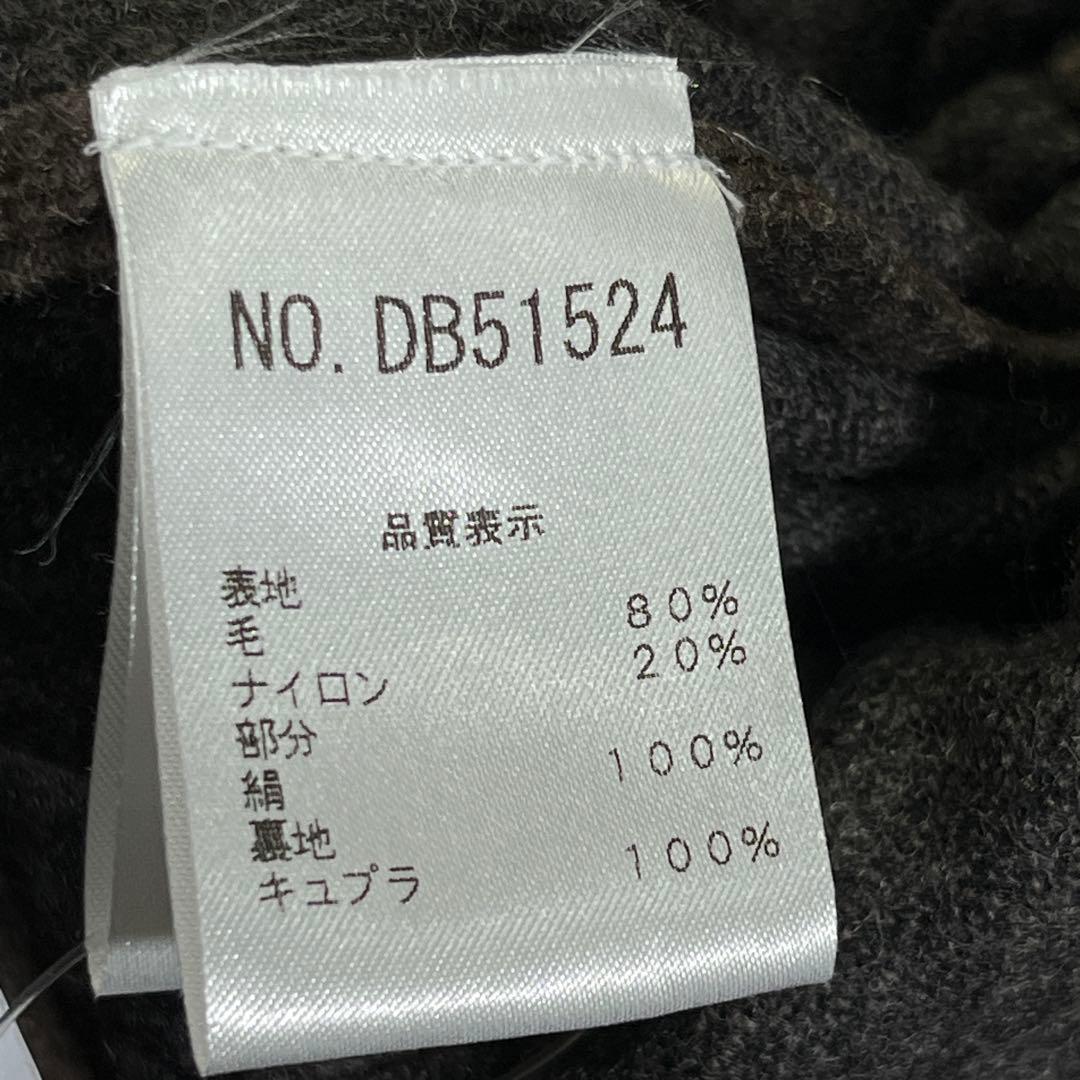 NO. DB51524
品質表示
表地
毛 80%
ナイロン 20%
部分
絹 100%
裏地
キュプラ 100%